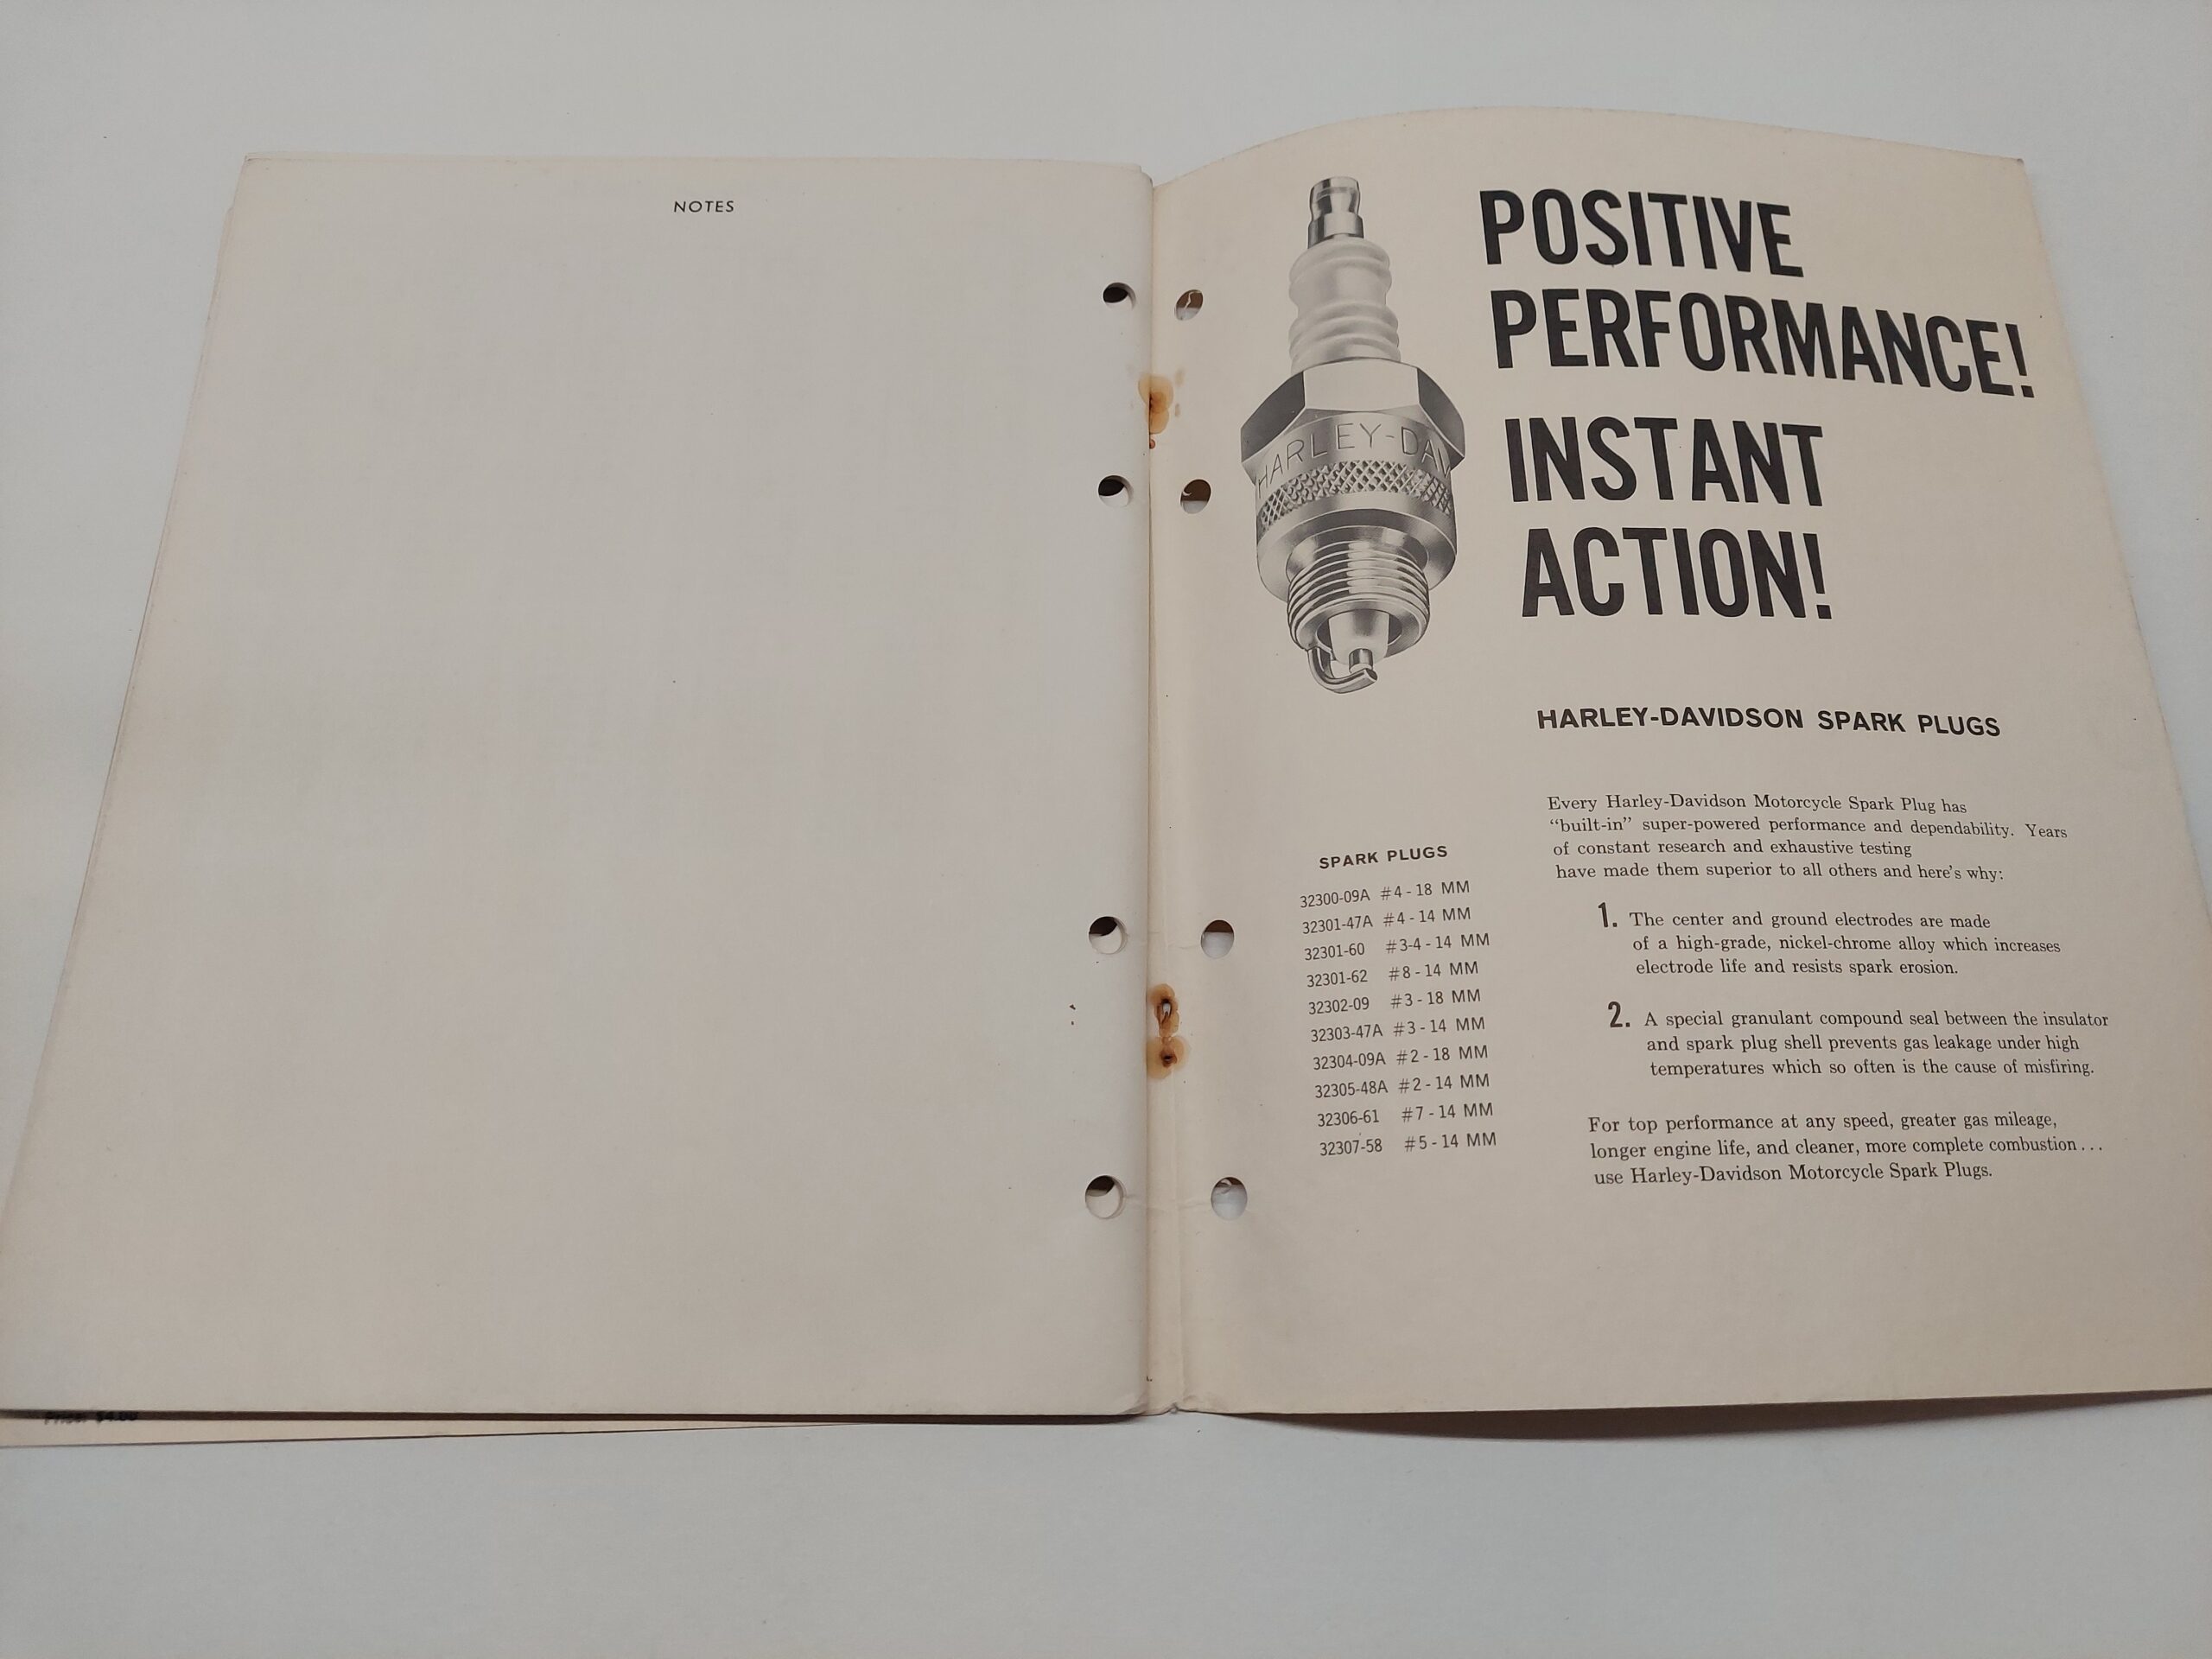 NOTES
POSITIVE
PERFORMANCE!
INSTANT
ACTION!
HARLEY-DAV
HARLEY-DAVIDSON SPARK PLUGS
Every Harley-Davidson Motorcycle Spark Plug has
“built-in” super-powered performance and dependability. Years
of constant research and exhaustive testing
have made them superior to all others and here's why:
1. The center and ground electrodes are made
of a high-grade, nickel-chrome alloy which increases
electrode life and resists spark erosion.
2. A special granulant compound seal between the insulator
and spark plug shell prevents gas leakage under high
temperatures which so often is the cause of misfiring.
For top performance at any speed, greater gas mileage,
longer engine life, and cleaner, more complete combustion...
use Harley-Davidson Motorcycle Spark Plugs.
SPARK PLUGS
32300-09A #4-18 MM
32301-47A #4-14 MM
32301-60 #3-4-14 MM
32301-62 #8-14 MM
32302-09 #3-18 MM
32303-47A #3-14 MM
32304-09A #2-18 MM
32305-48A #2-14 MM
32306-61 #7-14 MM
32307-58 #5-14 MM